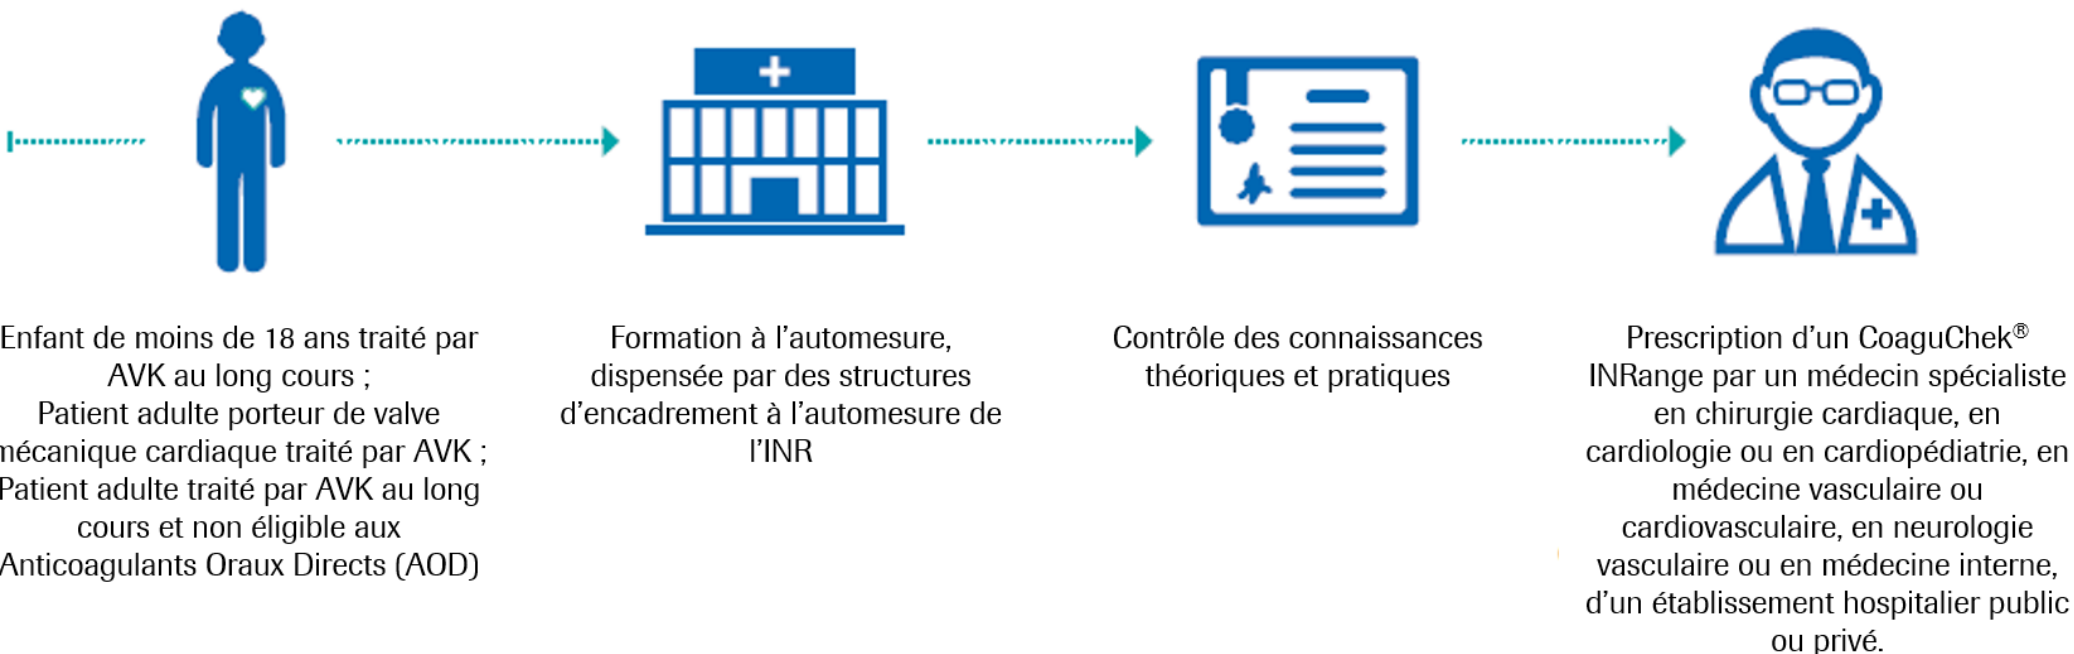 Enfant de moins de 18 ans traité par
AVK au long cours ;
Patient adulte porteur de valve
mécanique cardiaque traité par AVK ;
Patient adulte traité par AVK au long
cours et non éligible aux
Anticoagulants Oraux Directs (AOD)
Formation à l’automesure,
dispensée par des structures
d’encadrement à l’automesure de
l’INR
Contrôle des connaissances
théoriques et pratiques
Prescription d’un CoaguChek®
INRange par un médecin spécialiste
en chirurgie cardiaque, en
cardiologie ou en cardiopédiatrie, en
médecine vasculaire ou
cardiovasculaire, en neurologie
vasculaire ou en médecine interne,
d’un établissement hospitalier public
ou privé.